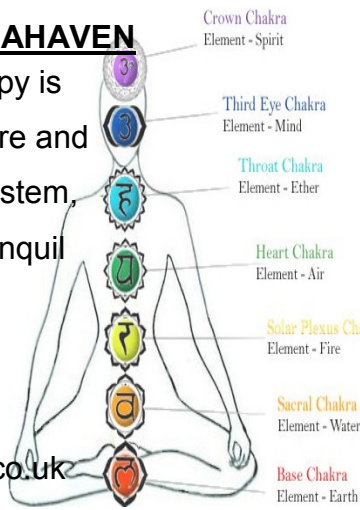 AHAVEN
py is
re and
stem,
nquil
co.uk
Crown Chakra
Element - Spirit
Third Eye Chakra
Element - Mind
Throat Chakra
Element - Ether
Heart Chakra
Element - Air
Solar Plexus Cha
Element - Fire
Sacral Chakra
Element - Water
Base Chakra
Element - Earth
ॐ
ह
य
र
व
ल